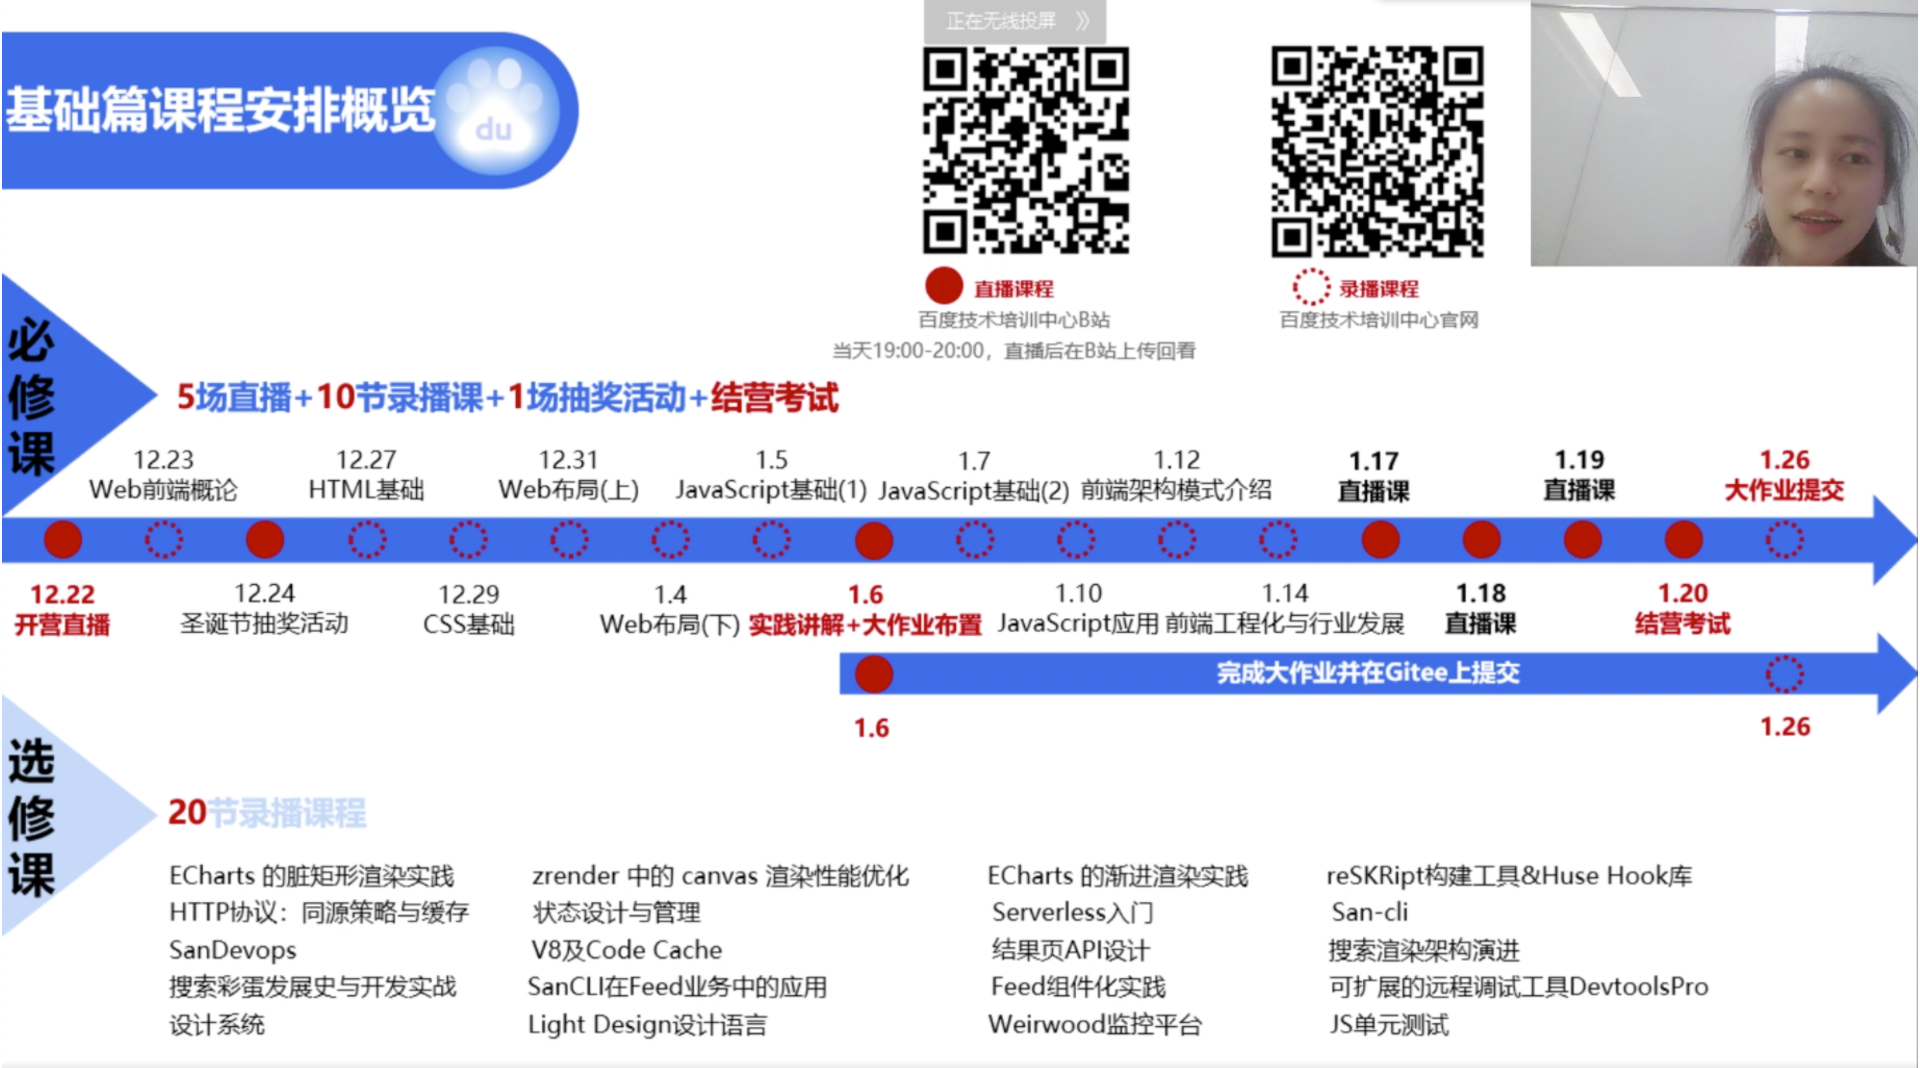 正在无线投屏 》
基础篇课程安排概览
du
直播课程
百度技术培训中心B站
当天19:00-20:00，直播后在B站上传回看
录播课程
百度技术培训中心官网
必修课
5场直播+10节录播课+1场抽奖活动+结营考试
12.23
Web前端概论
12.27
HTML基础
12.31
Web布局(上)
1.5
JavaScript基础(1)
1.7
JavaScript基础(2)
1.12
前端架构模式介绍
1.17
直播课
1.19
直播课
1.26
大作业提交
12.22
开营直播
12.24
圣诞节抽奖活动
12.29
CSS基础
1.4
Web布局(下)
1.6
实践讲解+大作业布置
1.10
JavaScript应用
1.14
前端工程化与行业发展
1.18
直播课
1.20
结营考试
完成大作业并在Gitee上提交
1.6
1.26
选修课
20节录播课程
ECharts 的脏矩形渲染实践
zrender 中的 canvas 渲染性能优化
ECharts 的渐进渲染实践
reSKRipt构建工具&Huse Hook库
HTTP协议：同源策略与缓存
状态设计与管理
Serverless入门
San-cli
SanDevops
V8及Code Cache
结果页API设计
搜索渲染架构演进
搜索彩蛋发展史与开发实战
SanCLI在Feed业务中的应用
Feed组件化实践
可扩展的远程调试工具DevtoolsPro
设计系统
Light Design设计语言
Weirwood监控平台
JS单元测试